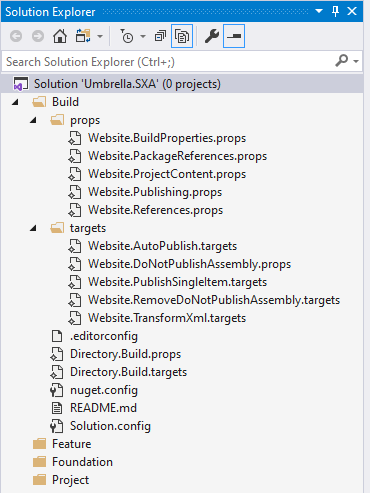 Solution Explorer
Search Solution Explorer (Ctrl+;)
Solution 'Umbrella.SXA' (0 projects)
Build
props
Website.BuildProperties.props
Website.PackageReferences.props
Website.ProjectContent.props
Website.Publishing.props
Website.References.props
targets
Website.AutoPublish.targets
Website.DoNotPublishAssembly.props
Website.PublishSingleItem.targets
Website.RemoveDoNotPublishAssembly.targets
Website.TransformXml.targets
.editorconfig
Directory.Build.props
Directory.Build.targets
nuget.config
README.md
Solution.config
Feature
Foundation
Project